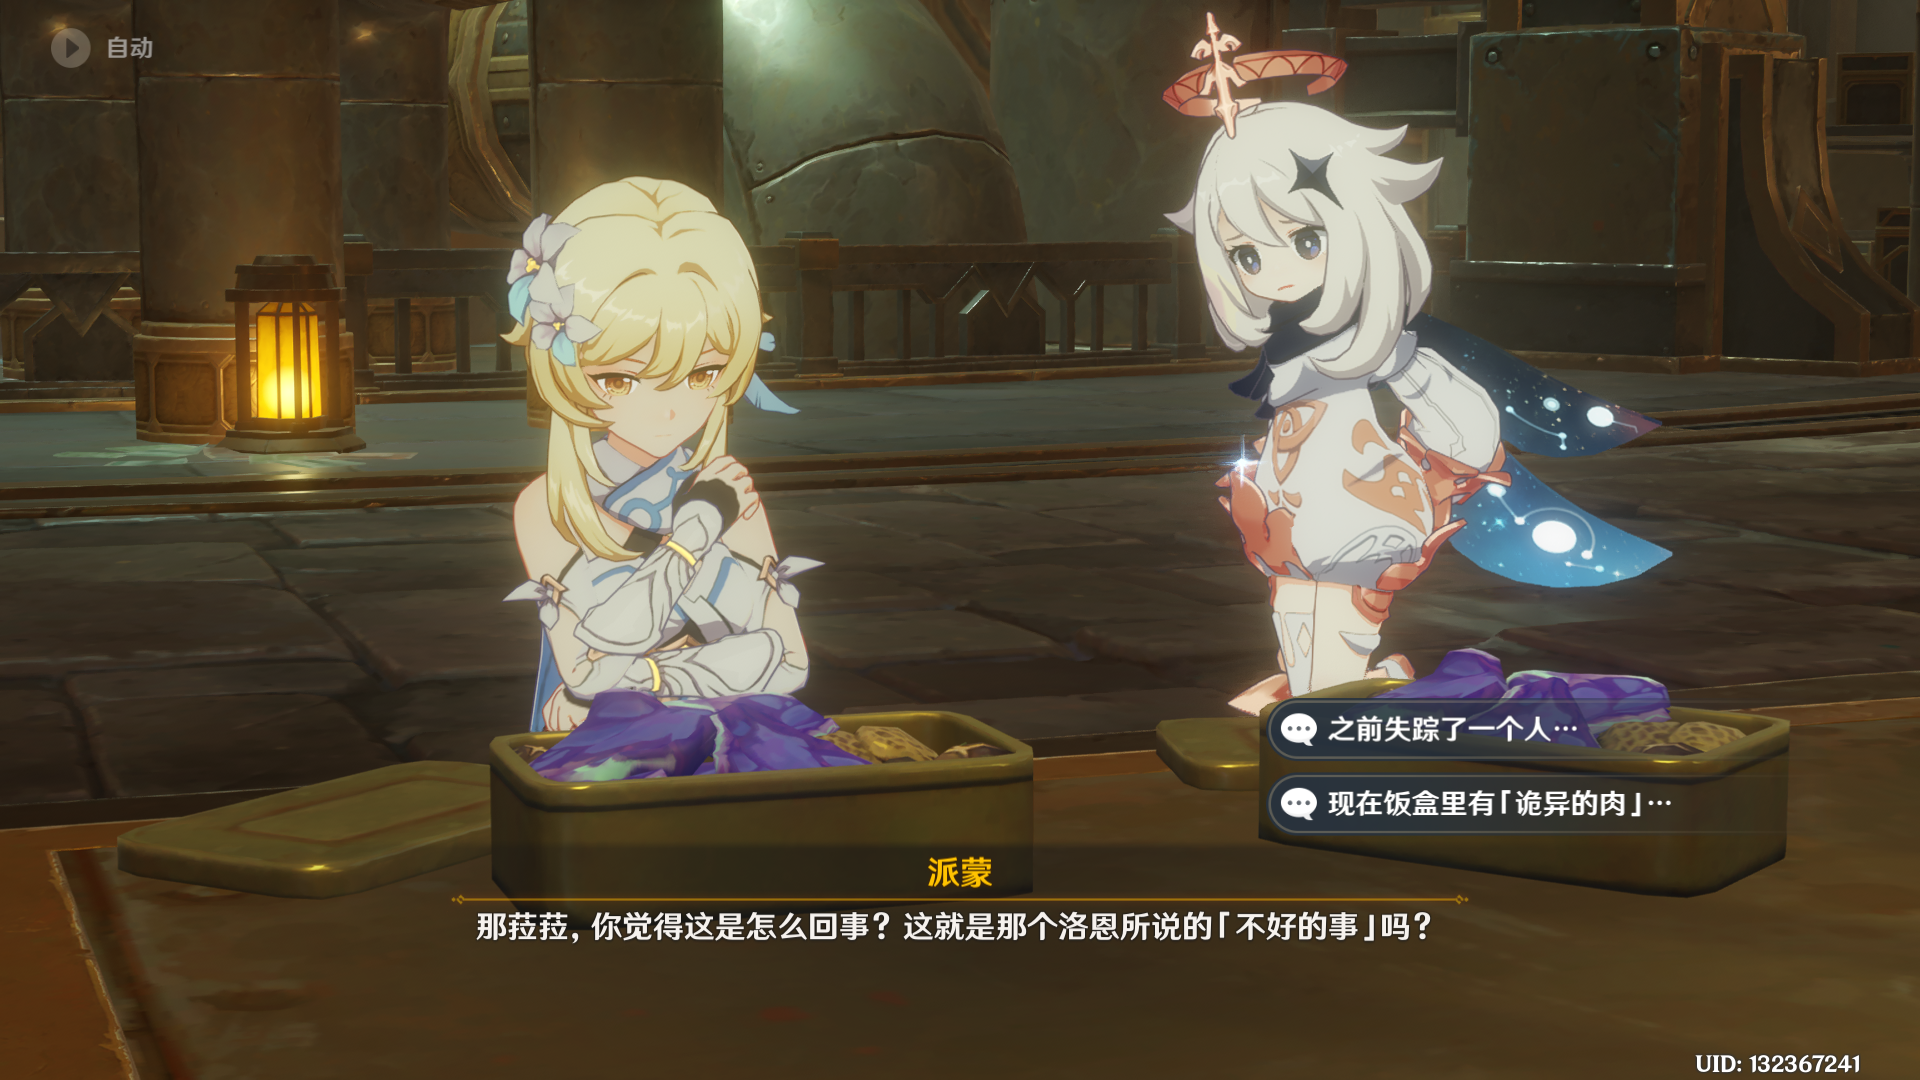 自动
之前失踪了一个人…
现在饭盒里有「诡异的肉」…
派蒙
那菈菈，你觉得这是怎么回事？这就是那个洛恩所说的「不好的事」吗？
UID: 132367241